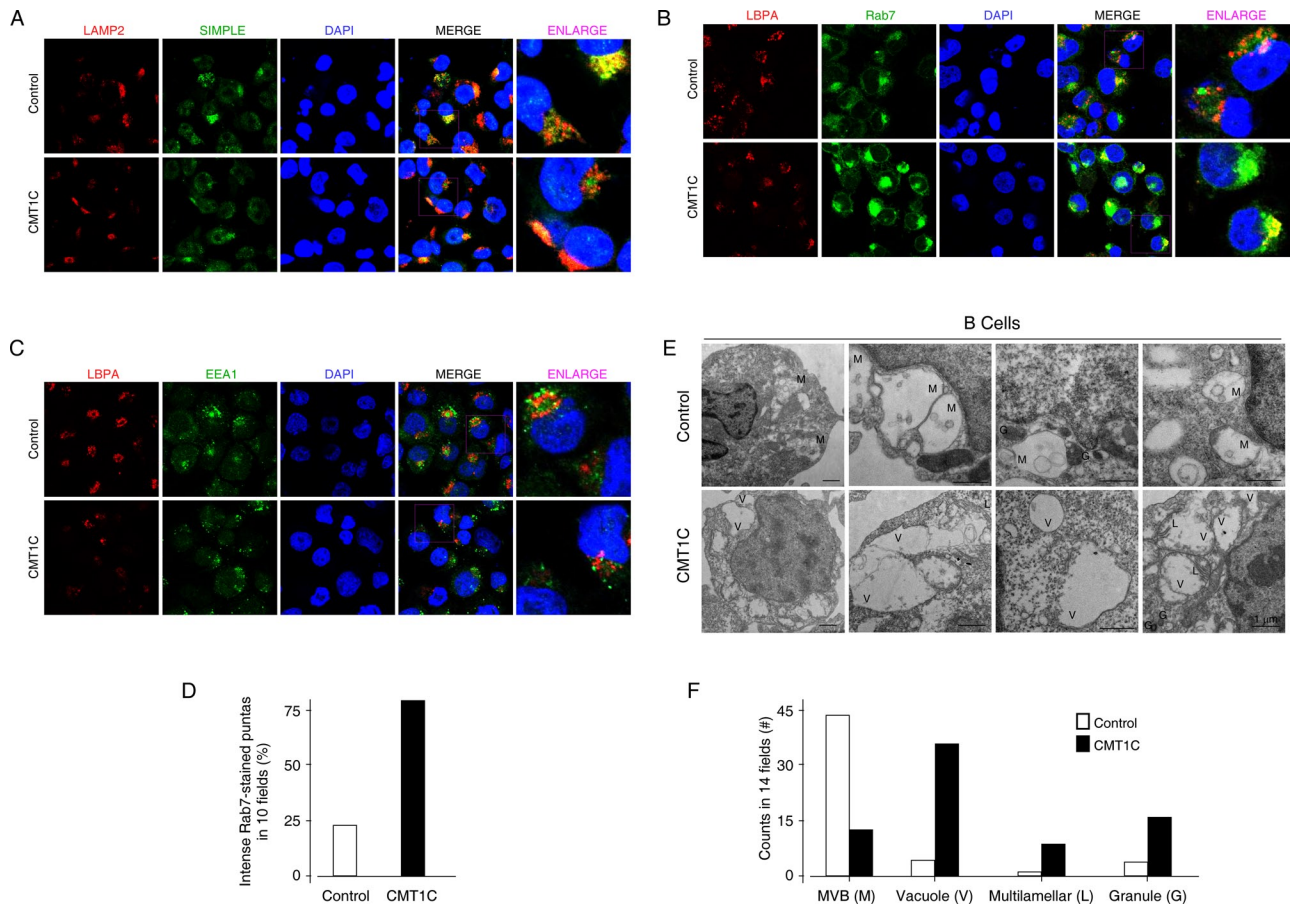 A
LAMP2 SIMPLE DAPI MERGE ENLARGE
Control
CMT1C
B
LBPA Rab7 DAPI MERGE ENLARGE
Control
CMT1C
C
LBPA EEA1 DAPI MERGE ENLARGE
Control
CMT1C
E
B Cells
Control
M M M M G M G M M
CMT1C
V V V L V V V L V V L V G G 1 μm
D
Intense Rab7-stained puntas
in 10 fields (%)
75
50
25
0
Control CMT1C
F
Counts in 14 fields (#)
45
30
15
0
Control
CMT1C
MVB (M) Vacuole (V) Multilamellar (L) Granule (G)